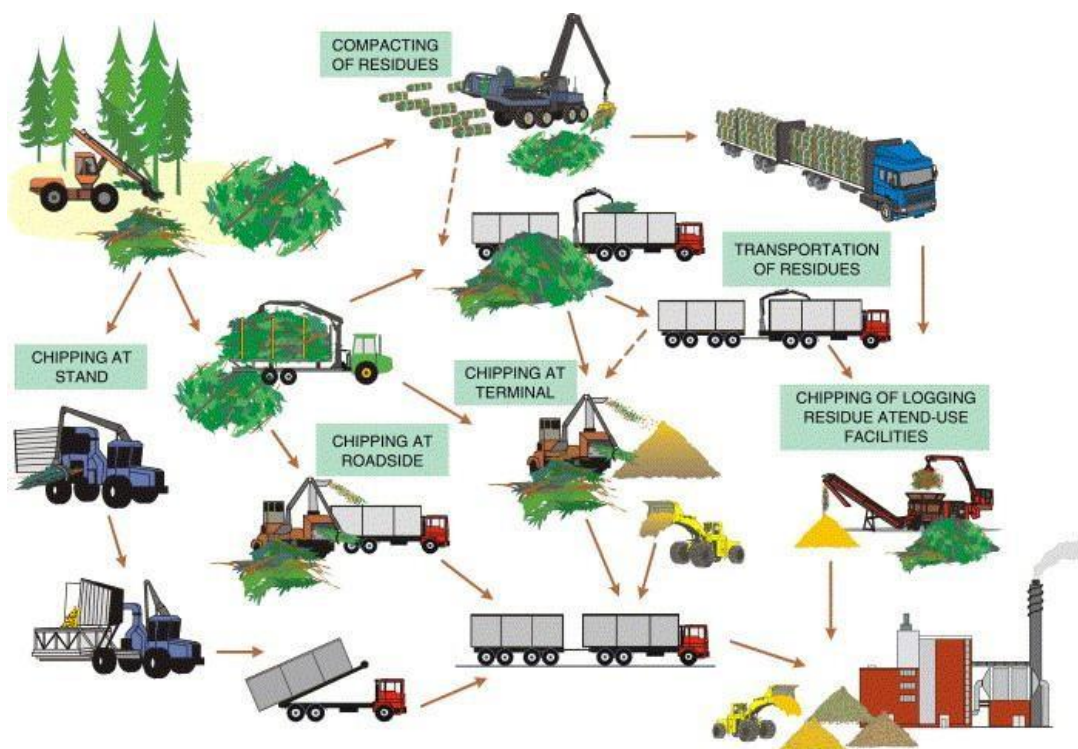 COMPACTING
OF RESIDUES
TRANSPORTATION
OF RESIDUES
CHIPPING AT
STAND
CHIPPING AT
TERMINAL
CHIPPING OF LOGGING
RESIDUE ATEND-USE
FACILITIES
CHIPPING AT
ROADSIDE